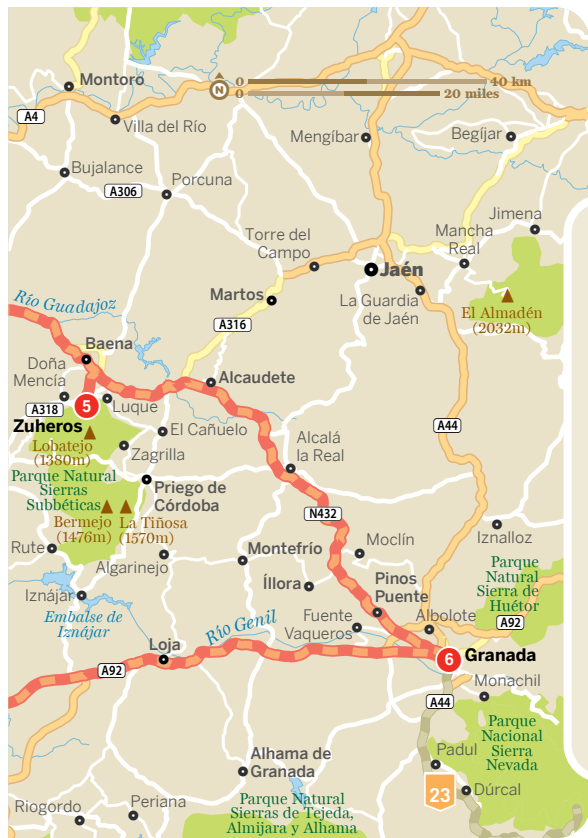 Montoro
N
0
40 km
0
20 miles
A4
Villa del Río
Mengíbar
Begíjar
Bujalance
A306
Porcuna
Jimena
Torre del
Campo
Mancha
Real
Jaén
Río Guadajoz
Martos
La Guardia
de Jaén
El Almadén
(2032m)
A316
Baena
Doña
Mencía
Alcaudete
5
A318
Luque
Zuheros
El Cañuelo
A44
Lobatejo
(1380m)
Zagrilla
Alcalá
la Real
Parque Natural
Sierras
Subbéticas
Priego de
Córdoba
Bermejo
(1476m)
La Tiñosa
(1570m)
N432
Iznalloz
Rute
Algarinejo
Montefrío
Moclín
Parque
Natural
Sierra de
Huétor
Iznájar
Íllora
Pinos
Puente
Embalse de
Iznájar
Río Genil
Fuente
Vaqueros
Albolote
A92
Loja
6
Granada
A92
Monachil
A44
Parque
Nacional
Sierra
Nevada
Alhama de
Granada
Padul
23
Dúrcal
Riogordo
Periana
Parque Natural
Sierras de Tejeda,
Almijara y Alhama